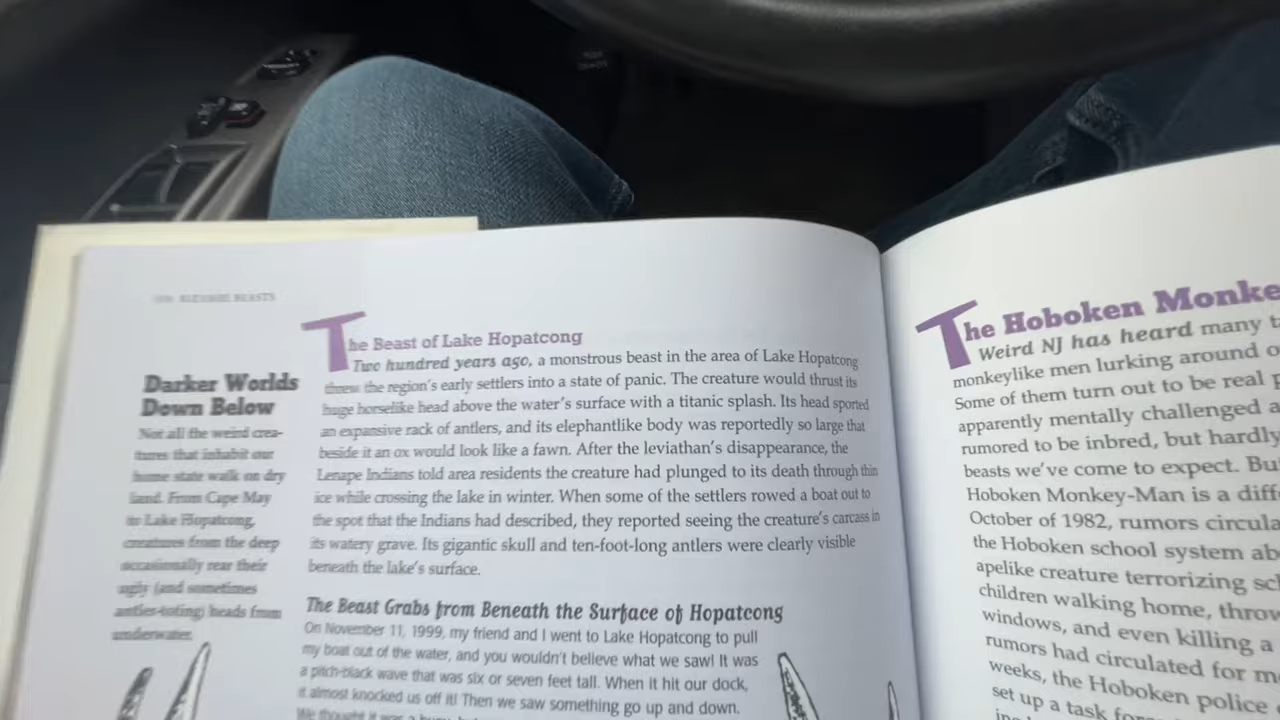 BIZARRE BEASTS
Darker Worlds
Down Below
Not all the weird crea-
tures that inhabit our
home state walk on dry
land. From Cape May
to Lake Hopatcong,
creatures from the deep
occasionally rear their
ugly (and sometimes
antler-toting) heads from
underwater.
The Beast of Lake Hopatcong
Two hundred years ago, a monstrous beast in the area of Lake Hopatcong
threw the region's early settlers into a state of panic. The creature would thrust its
huge horselike head above the water's surface with a titanic splash. Its head sported
an expansive rack of antlers, and its elephantlike body was reportedly so large that
beside it an ox would look like a fawn. After the leviathan's disappearance, the
Lenape Indians told area residents the creature had plunged to its death through thin
ice while crossing the lake in winter. When some of the settlers rowed a boat out to
the spot that the Indians had described, they reported seeing the creature's carcass in
its watery grave. Its gigantic skull and ten-foot-long antlers were clearly visible
beneath the lake's surface.
The Beast Grabs from Beneath the Surface of Hopatcong
On November 11, 1999, my friend and I went to Lake Hopatcong to pull
my boat out of the water, and you wouldn't believe what we saw! It was
a pitch-black wave that was six or seven feet tall. When it hit our dock,
it almost knocked us off it! Then we saw something go up and down.
We thought it was a
The Hoboken Monke
Weird NJ has heard many
monkeylike men lurking around
Some of them turn out to be real
apparently mentally challenged
rumored to be inbred, but hardly
beasts we've come to expect. But
Hoboken Monkey-Man is a diff
October of 1982, rumors circula
the Hoboken school system ab
apelike creature terrorizing sc
children walking home, throw
windows, and even killing a
rumors had circulated for m
weeks, the Hoboken police
set up a task for